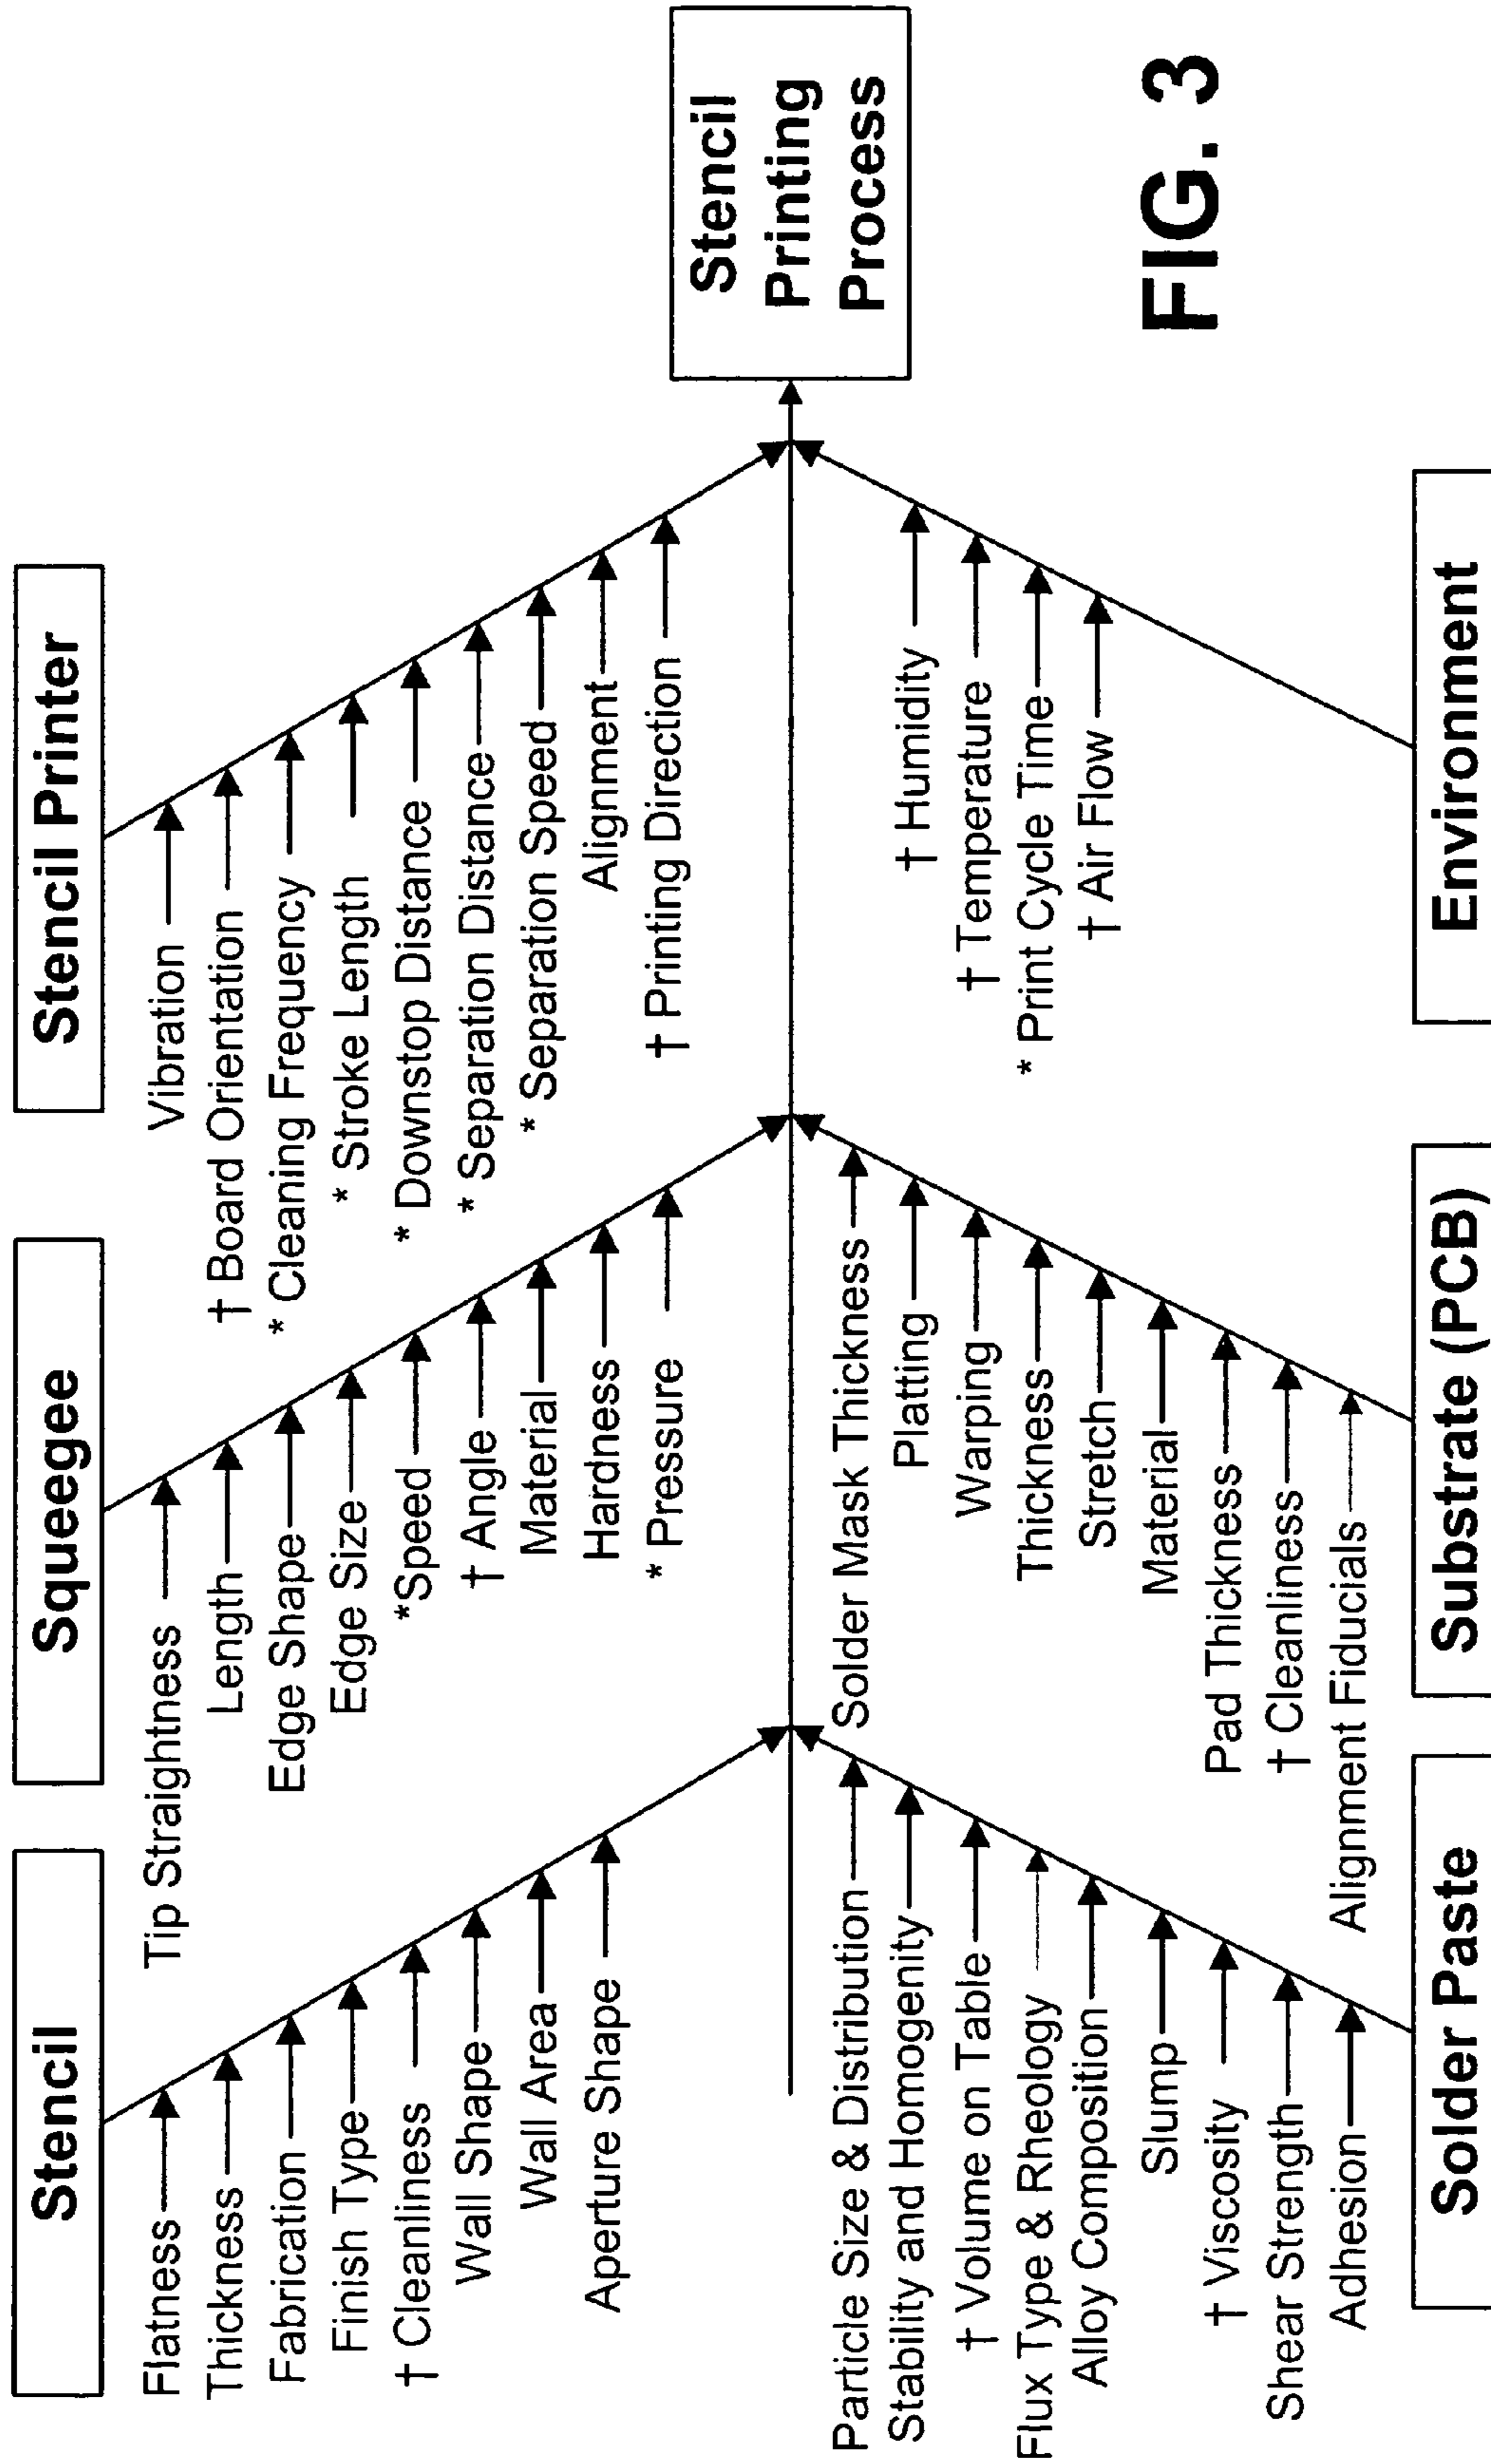 Stencil
Flatness
Thickness
Fabrication
Finish Type
† Cleanliness
Wall Shape
Wall Area
Aperture Shape
Squeegee
Tip Straightness
Length
Edge Shape
Edge Size
*Speed
† Angle
Material
Hardness
* Pressure
Stencil Printer
Vibration
† Board Orientation
* Cleaning Frequency
* Stroke Length
* Downstop Distance
* Separation Distance
* Separation Speed
Alignment
† Printing Direction
Stencil
Printing
Process
Particle Size & Distribution
Stability and Homogenity
† Volume on Table
Flux Type & Rheology
Alloy Composition
Slump
† Viscosity
Shear Strength
Adhesion
Solder Paste
Solder Mask Thickness
Platting
Warping
Thickness
Stretch
Material
Pad Thickness
† Cleanliness
Alignment Fiducials
Substrate (PCB)
† Humidity
† Temperature
* Print Cycle Time
† Air Flow
Environment
FIG. 3